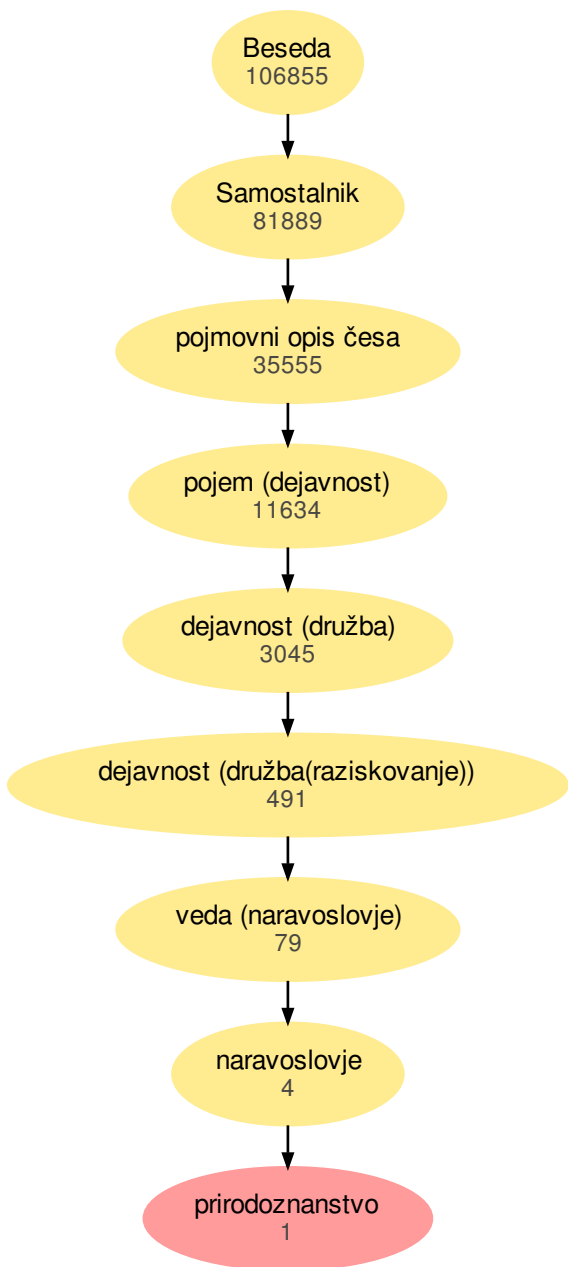 Beseda
106855
Samostalnik
81889
pojmovni opis česa
35555
pojem (dejavnost)
11634
dejavnost (družba)
3045
dejavnost (družba(raziskovanje))
491
veda (naravoslovje)
79
naravoslovje
4
prirodoznanstvo
1